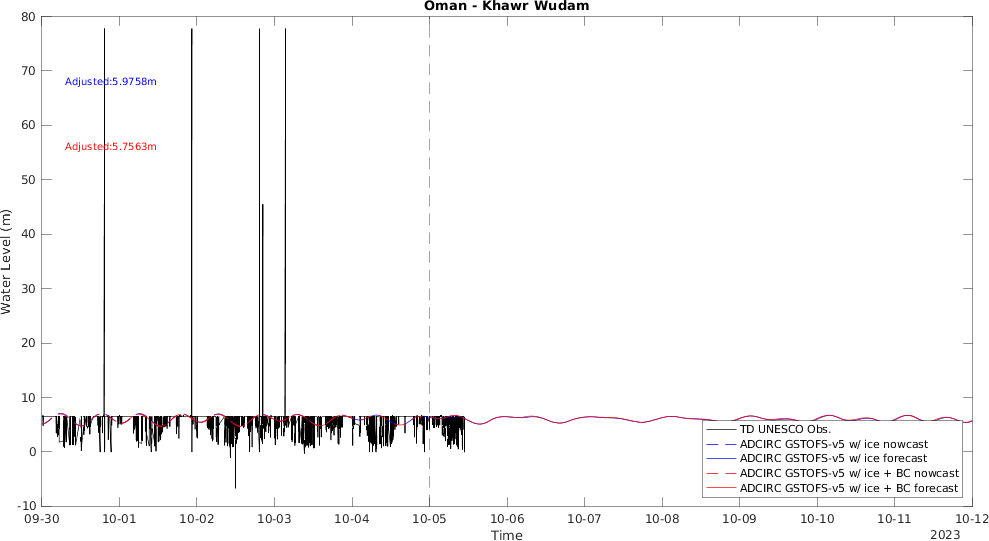 Oman - Khawr Wudam
80
70
60
50
40
30
20
10
0
-10
Water Level (m)
Adjusted:5.9758m
Adjusted:5.7563m
TD UNESCO Obs.
ADCIRC GSTOFS-v5 w/ ice nowcast
ADCIRC GSTOFS-v5 w/ ice forecast
ADCIRC GSTOFS-v5 w/ ice + BC nowcast
ADCIRC GSTOFS-v5 w/ ice + BC forecast
09-30 10-01 10-02 10-03 10-04 10-05 10-06 10-07 10-08 10-09 10-10 10-11 10-12
Time
2023